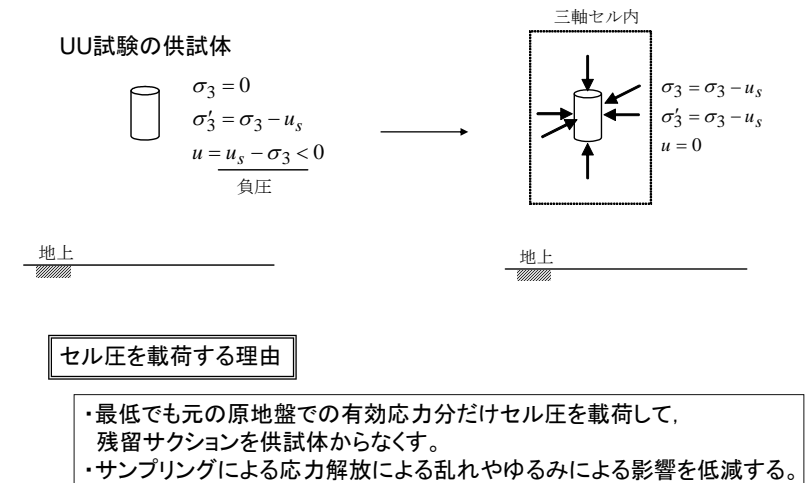 三軸セル内
UU試験の供試体
σ₃ = 0
σ′₃ = σ₃ − uₛ
u = uₛ − σ₃ < 0
負圧
σ₃ = σ₃ − uₛ
σ′₃ = σ₃ − uₛ
u = 0
地上
地上
セル圧を載荷する理由
・最低でも元の原地盤での有効応力分だけセル圧を載荷して,
残留サクションを供試体からなくす。
・サンプリングによる応力解放による乱れやゆるみによる影響を低減する。